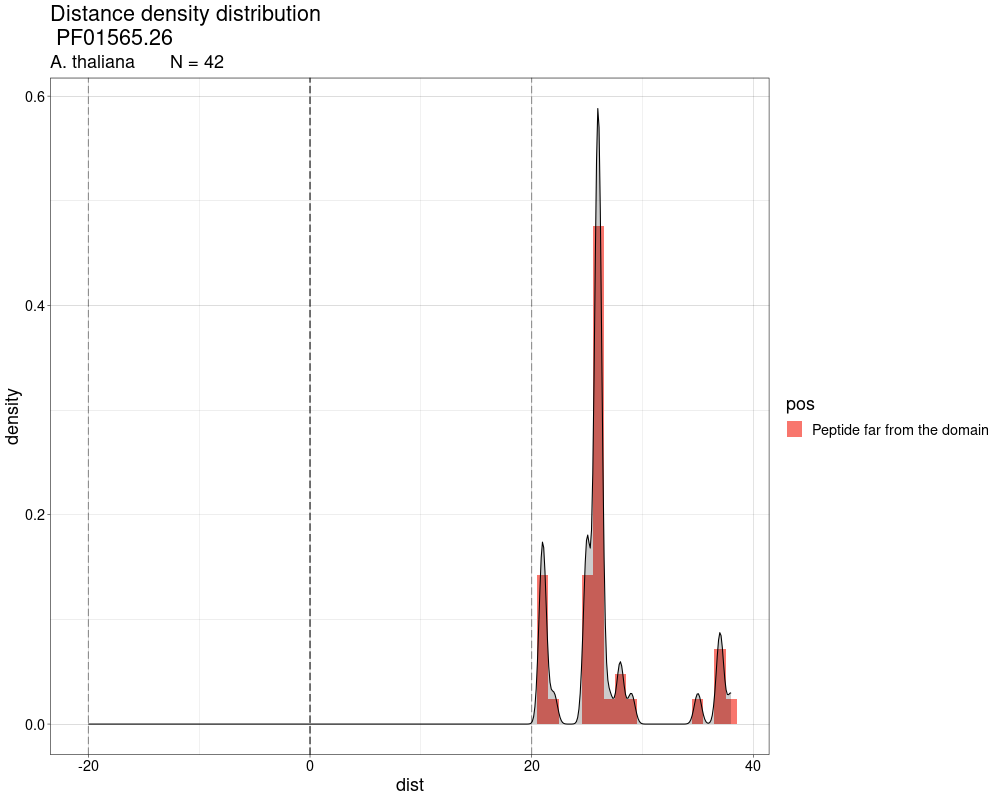 Distance density distribution
PF01565.26
A. thaliana N = 42
0.6
0.4
0.2
0.0
density
-20 0 20 40
dist
pos
Peptide far from the domain